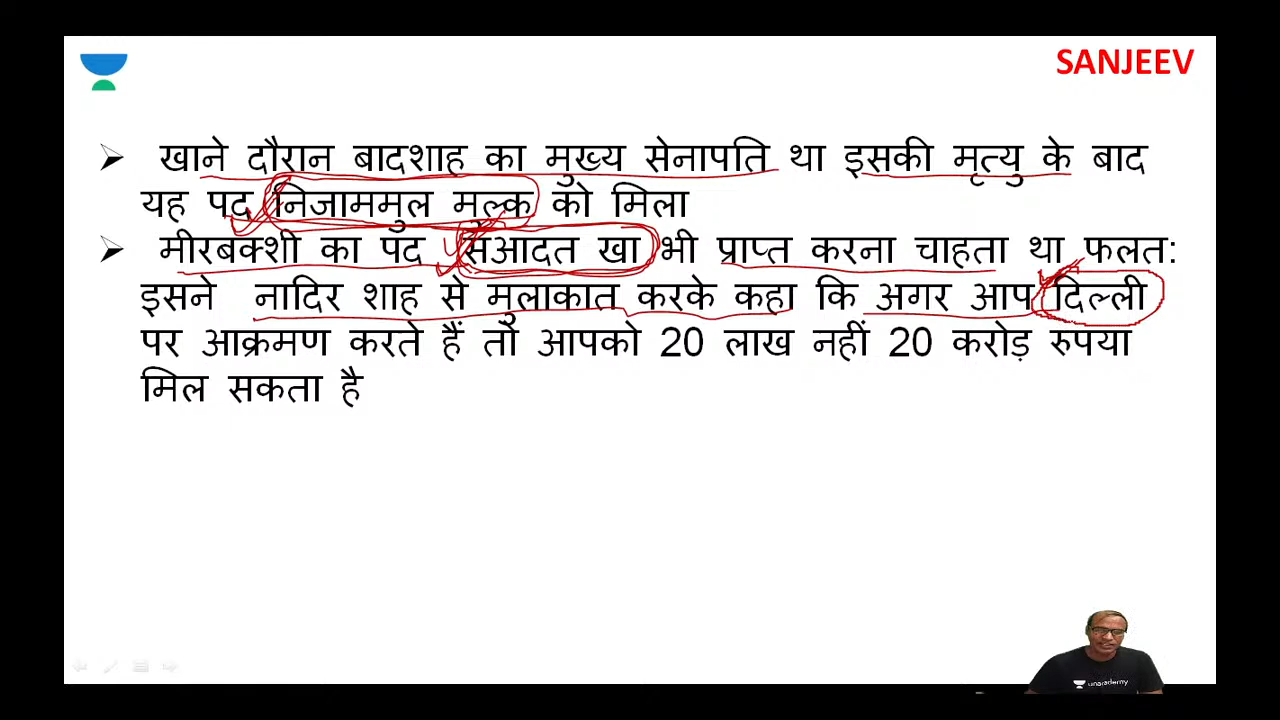 SANJEEV
➢ खाने दौरान बादशाह का मुख्य सेनापति था इसकी मृत्यु के बाद
यह पद निजाममुल मुल्क को मिला
➢ मीरबक्शी का पद सआदत खा भी प्राप्त करना चाहता था फलत:
इसने नादिर शाह से मुलाकात करके कहा कि अगर आप दिल्ली
पर आक्रमण करते हैं तो आपको 20 लाख नहीं 20 करोड़ रुपया
मिल सकता है
unacademy